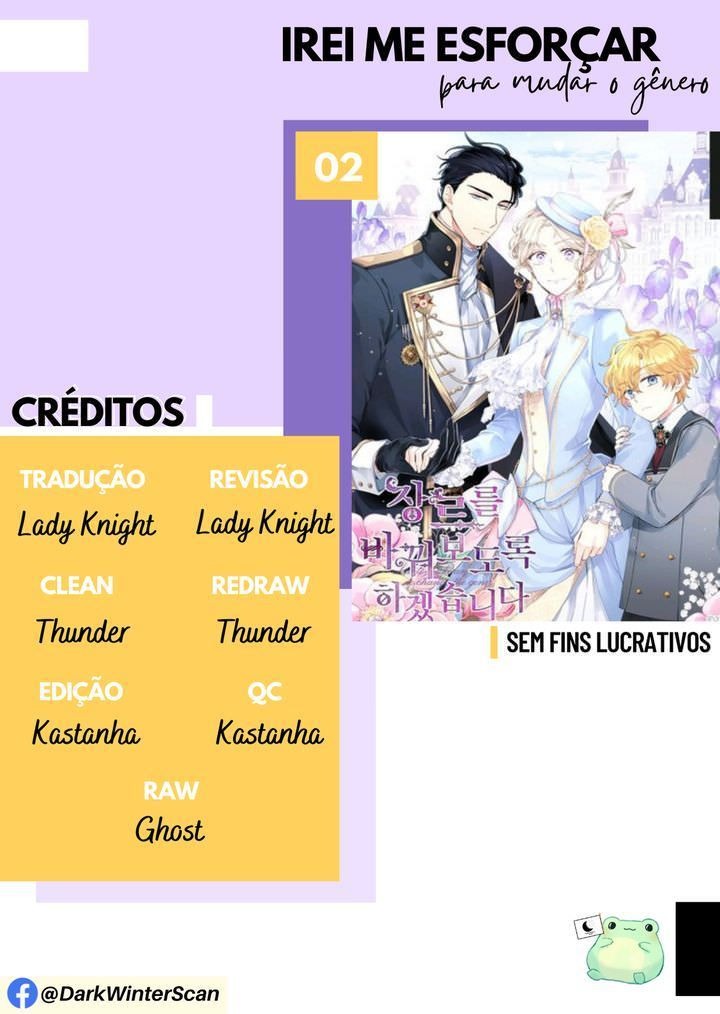 IREI ME ESFORÇAR
para mudar o gênero
02
장르를
바꿔보도록
하겠습니다
SEM FINS LUCRATIVOS
CRÉDITOS
TRADUÇÃO
Lady Knight
REVISÃO
Lady Knight
CLEAN
Thunder
REDRAW
Thunder
EDIÇÃO
Kastanha
QC
Kastanha
RAW
Ghost
@DarkWinterScan